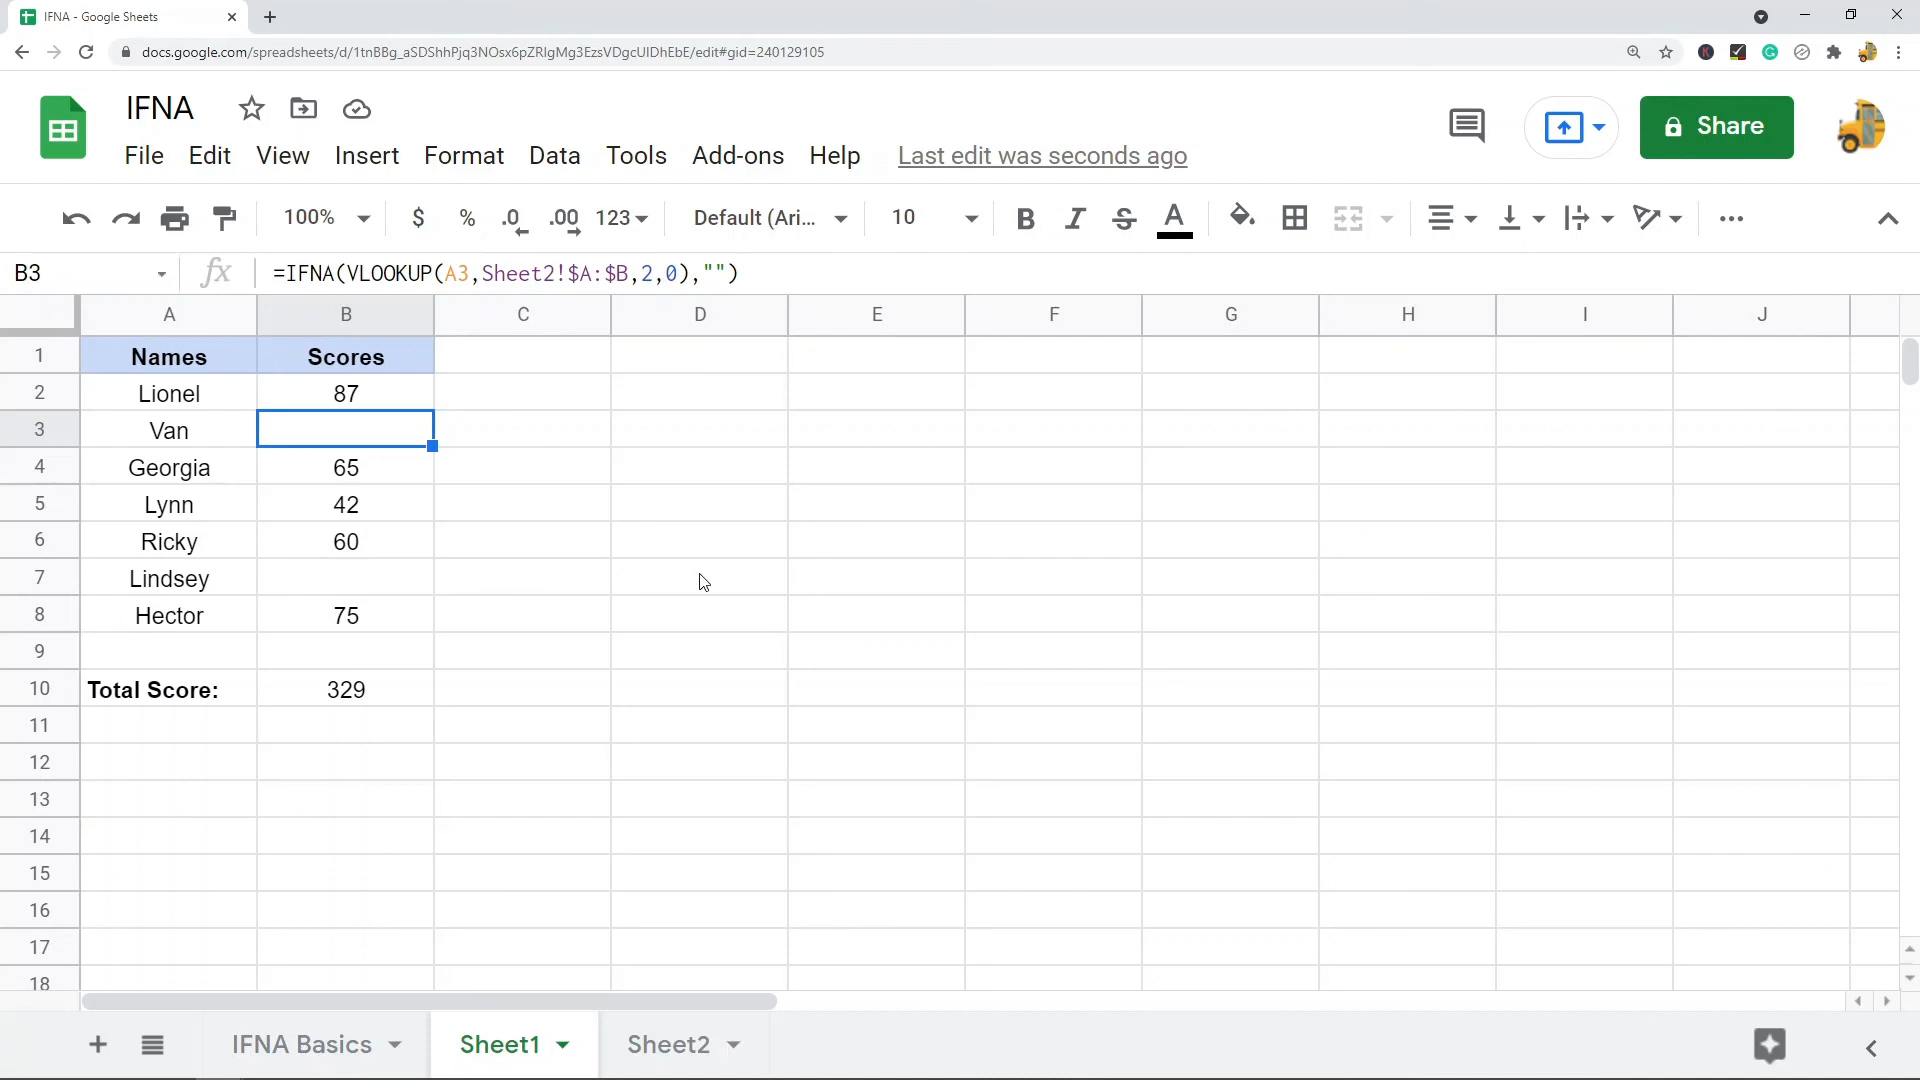 IFNA - Google Sheets
docs.google.com/spreadsheets/d/1tnBBg_aSDShhPjq3NOsx6pZRIgMg3EzsVDgcUIDhEbE/edit#gid=240129105
IFNA
Share
File Edit View Insert Format Data Tools Add-ons Help Last edit was seconds ago
100% $ % .0 .00 123 Default (Ari... 10 B I S A
B3 fx =IFNA(VLOOKUP(A3,Sheet2!$A:$B,2,0),"")
A B C D E F G H I J
1 Names Scores
2 Lionel 87
3 Van
4 Georgia 65
5 Lynn 42
6 Ricky 60
7 Lindsey
8 Hector 75
9
10 Total Score: 329
11
12
13
14
15
16
17
18
IFNA Basics Sheet1 Sheet2